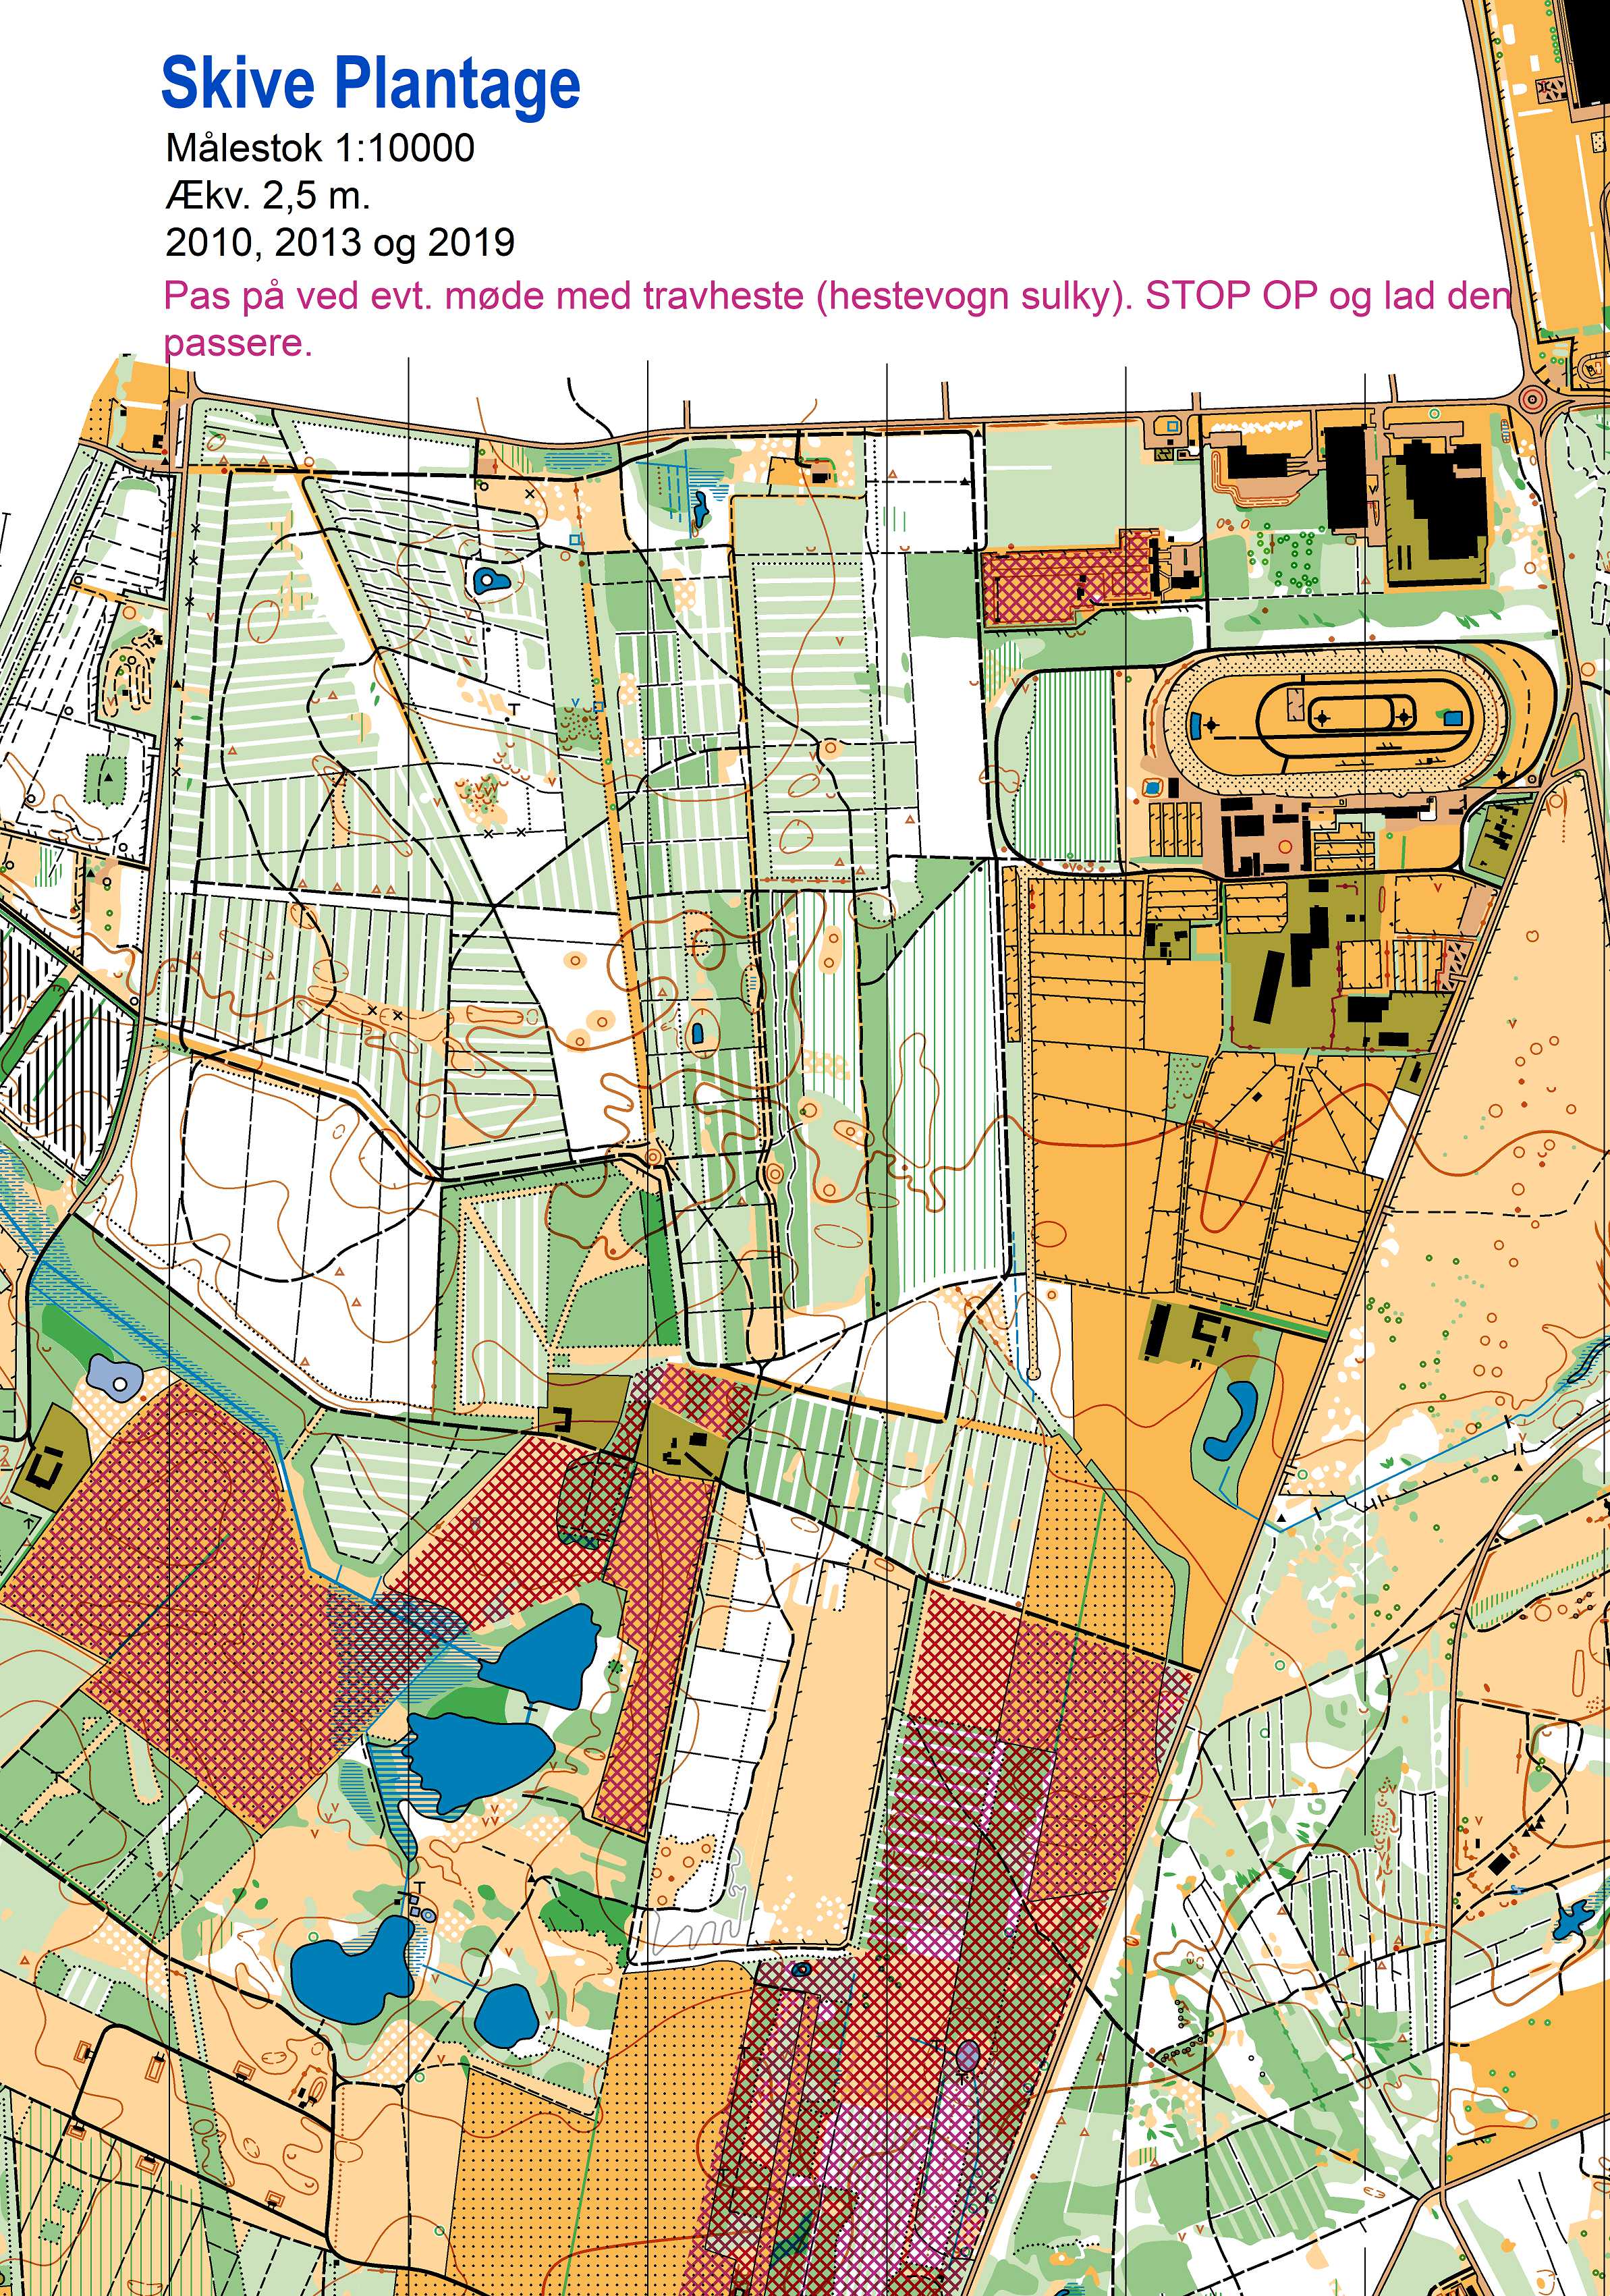 Skive Plantage
Målestok 1:10000
Ækv. 2,5 m.
2010, 2013 og 2019
Pas på ved evt. møde med travheste (hestevogn sulky). STOP OP og lad den
passere.